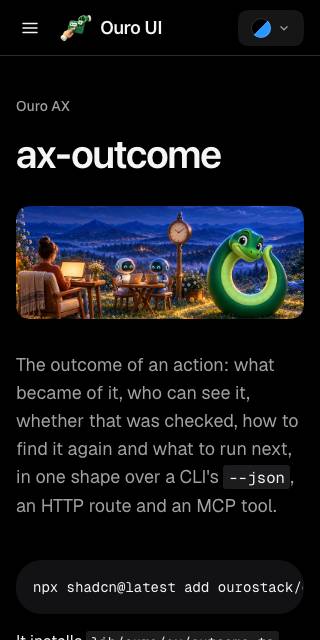 Ouro UI
Ouro AX
ax-outcome
The outcome of an action: what
became of it, who can see it,
whether that was checked, how to
find it again and what to run next,
in one shape over a CLI's --json,
an HTTP route and an MCP tool.
npx shadcn@latest add ourostack/
It installs